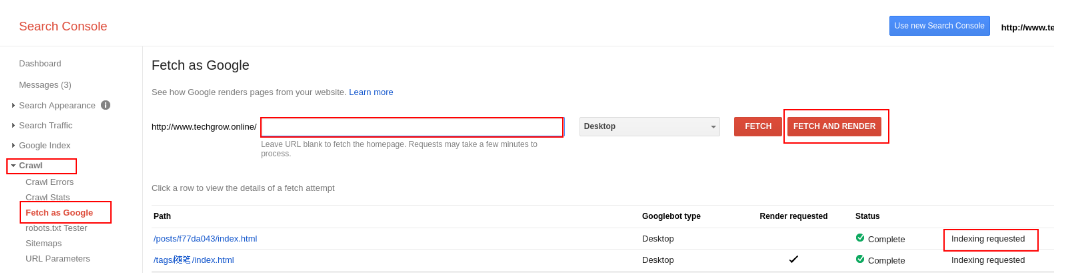 Search Console
Use new Search Console
http://www.te
Dashboard
Messages (3)
Search Appearance
Search Traffic
Google Index
Crawl
Crawl Errors
Crawl Stats
Fetch as Google
robots.txt Tester
Sitemaps
URL Parameters
Fetch as Google
See how Google renders pages from your website. Learn more
http://www.techgrow.online/
Desktop
FETCH
FETCH AND RENDER
Leave URL blank to fetch the homepage. Requests may take a few minutes to
process.
Click a row to view the details of a fetch attempt
Path Googlebot type Render requested Status
/posts/f77da043/index.html Desktop Complete Indexing requested
/tags/随笔/index.html Desktop Complete Indexing requested